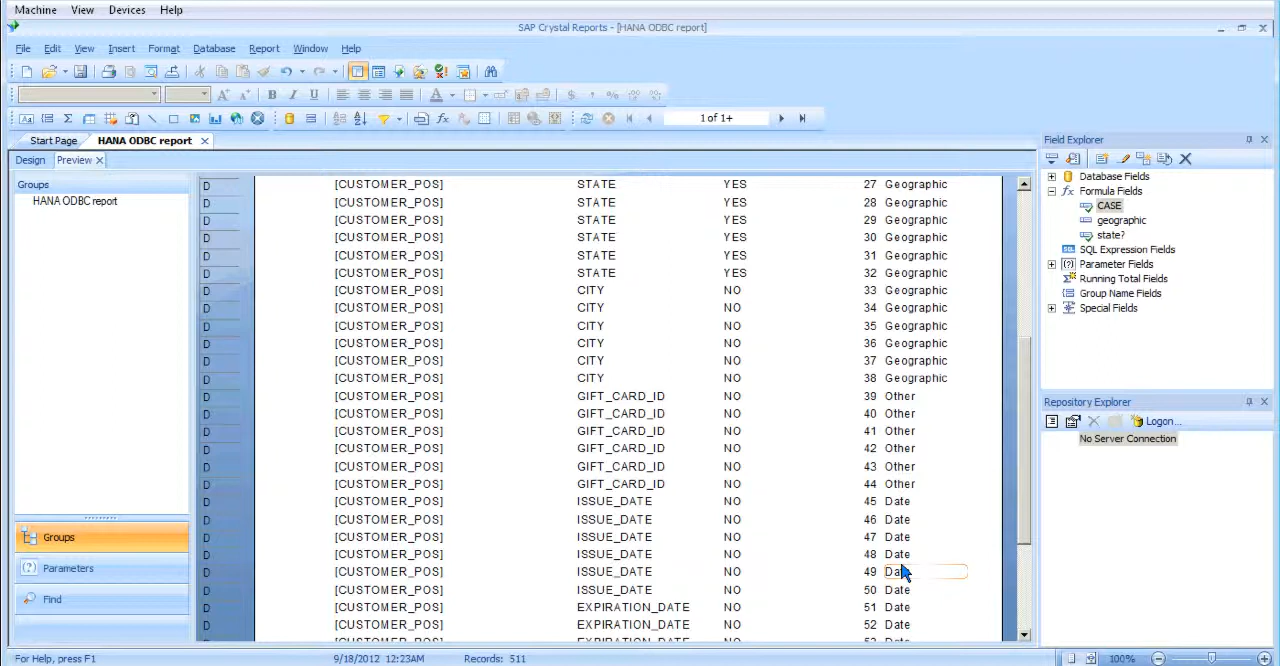 Machine View Devices Help
SAP Crystal Reports - [HANA ODBC report]
File Edit View Insert Format Database Report Window Help
1 of 1+
Start Page HANA ODBC report
Design Preview
Groups
HANA ODBC report
D [CUSTOMER_POS] STATE YES 27 Geographic
D [CUSTOMER_POS] STATE YES 28 Geographic
D [CUSTOMER_POS] STATE YES 29 Geographic
D [CUSTOMER_POS] STATE YES 30 Geographic
D [CUSTOMER_POS] STATE YES 31 Geographic
D [CUSTOMER_POS] STATE YES 32 Geographic
D [CUSTOMER_POS] CITY NO 33 Geographic
D [CUSTOMER_POS] CITY NO 34 Geographic
D [CUSTOMER_POS] CITY NO 35 Geographic
D [CUSTOMER_POS] CITY NO 36 Geographic
D [CUSTOMER_POS] CITY NO 37 Geographic
D [CUSTOMER_POS] CITY NO 38 Geographic
D [CUSTOMER_POS] GIFT_CARD_ID NO 39 Other
D [CUSTOMER_POS] GIFT_CARD_ID NO 40 Other
D [CUSTOMER_POS] GIFT_CARD_ID NO 41 Other
D [CUSTOMER_POS] GIFT_CARD_ID NO 42 Other
D [CUSTOMER_POS] GIFT_CARD_ID NO 43 Other
D [CUSTOMER_POS] GIFT_CARD_ID NO 44 Other
D [CUSTOMER_POS] ISSUE_DATE NO 45 Date
D [CUSTOMER_POS] ISSUE_DATE NO 46 Date
D [CUSTOMER_POS] ISSUE_DATE NO 47 Date
D [CUSTOMER_POS] ISSUE_DATE NO 48 Date
D [CUSTOMER_POS] ISSUE_DATE NO 49 Date
D [CUSTOMER_POS] ISSUE_DATE NO 50 Date
D [CUSTOMER_POS] EXPIRATION_DATE NO 51 Date
D [CUSTOMER_POS] EXPIRATION_DATE NO 52 Date
D [CUSTOMER_POS] EXPIRATION_DATE NO 53 Date
Groups
Parameters
Find
Field Explorer
Database Fields
Formula Fields
CASE
geographic
state?
SQL Expression Fields
Parameter Fields
Running Total Fields
Group Name Fields
Special Fields
Repository Explorer
Logon...
No Server Connection
For Help, press F1 9/18/2012 12:23AM Records: 511 100%